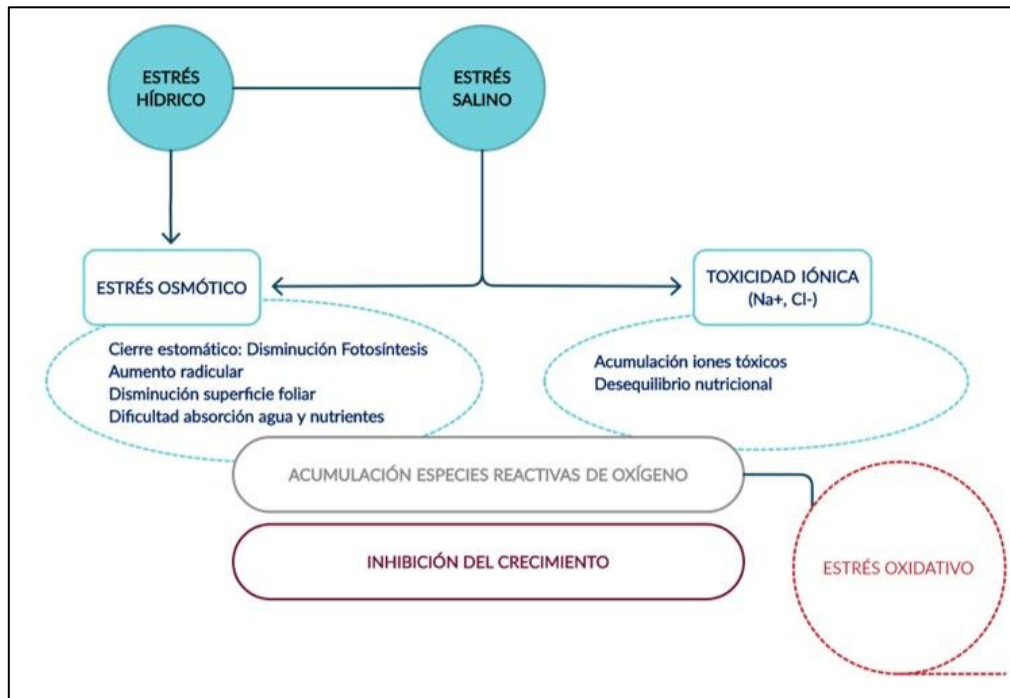 ESTRÉS
HÍDRICO
ESTRÉS
SALINO
ESTRÉS OSMÓTICO
TOXICIDAD IÓNICA
(Na+, Cl-)
Cierre estomático: Disminución Fotosíntesis
Aumento radicular
Disminución superficie foliar
Dificultad absorción agua y nutrientes
Acumulación iones tóxicos
Desequilibrio nutricional
ACUMULACIÓN ESPECIES REACTIVAS DE OXÍGENO
INHIBICIÓN DEL CRECIMIENTO
ESTRÉS OXIDATIVO